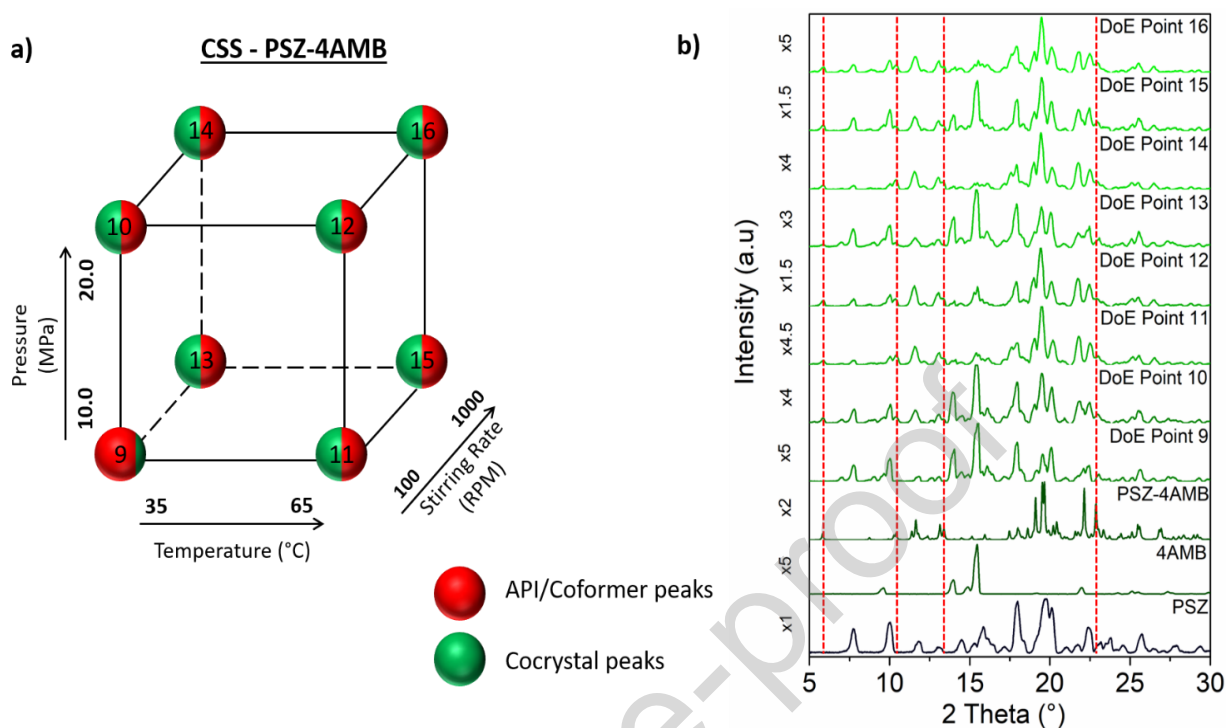 a)
CSS - PSZ-4AMB
14
16
10
12
13
15
9
11
Pressure
(MPa)
10.0
20.0
35
65
Temperature (°C)
100
1000
Stirring Rate
(RPM)
API/Coformer peaks
Cocrystal peaks
b)
Intensity (a.u)
x5
DoE Point 16
x1.5
DoE Point 15
x4
DoE Point 14
x3
DoE Point 13
x1.5
DoE Point 12
x4.5
DoE Point 11
x4
DoE Point 10
x5
DoE Point 9
x2
PSZ-4AMB
x5
4AMB
x1
PSZ
5
10
15
20
25
30
2 Theta (°)
e-proof